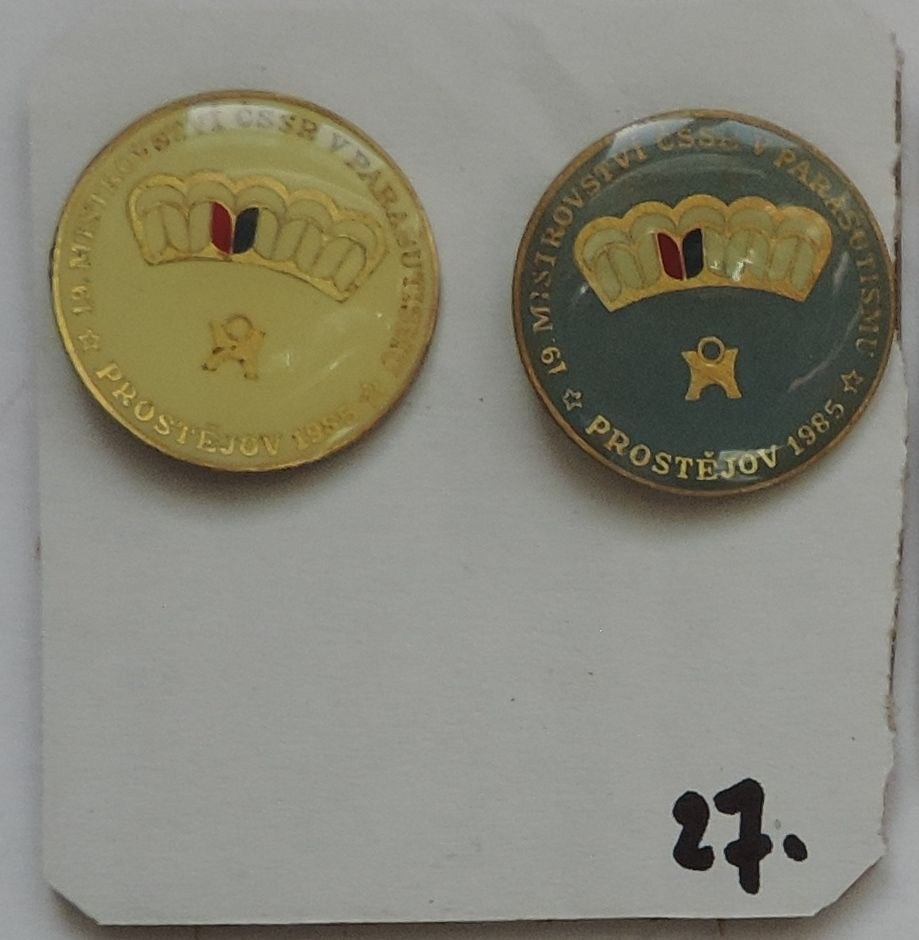 19. MISTROVSTVÍ ČSSR V PARAŠUTISMU
☆ PROSTĚJOV 1985 ☆
19. MISTROVSTVÍ ČSSR V PARAŠUTISMU
☆ PROSTĚJOV 1985 ☆
27.